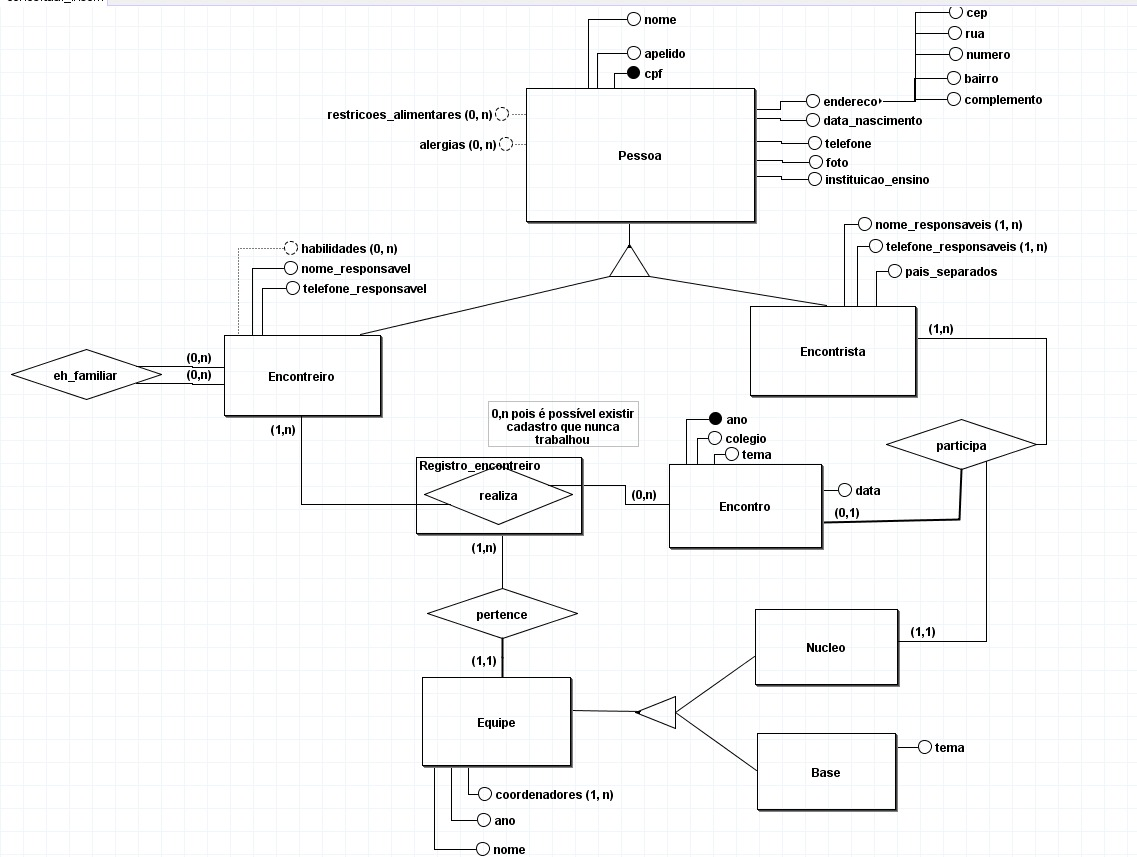 nome
apelido
cpf
cep
rua
numero
bairro
complemento
endereco
data_nascimento
telefone
foto
instituicao_ensino
restricoes_alimentares (0, n)
alergias (0, n)
Pessoa
nome_responsaveis (1, n)
telefone_responsaveis (1, n)
pais_separados
habilidades (0, n)
nome_responsavel
telefone_responsavel
(1,n)
Encontrista
(0,n)
(0,n)
eh_familiar
Encontreiro
(1,n)
0,n pois é possível existir
cadastro que nunca
trabalhou
ano
colegio
tema
participa
Registro_encontreiro
realiza
(0,n)
Encontro
data
(0,1)
(1,n)
pertence
(1,1)
Nucleo
(1,1)
Equipe
Base
tema
coordenadores (1, n)
ano
nome